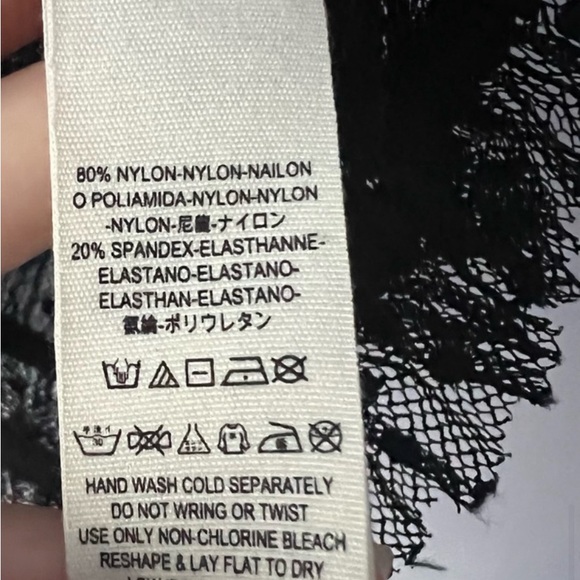 80% NYLON-NYLON-NAILON
O POLIAMIDA-NYLON-NYLON
-NYLON-尼龍-ナイロン
20% SPANDEX-ELASTHANNE-
ELASTANO-ELASTANO-
ELASTHAN-ELASTANO-
氨綸-ポリウレタン
30
HAND WASH COLD SEPARATELY
DO NOT WRING OR TWIST
USE ONLY NON-CHLORINE BLEACH
RESHAPE & LAY FLAT TO DRY